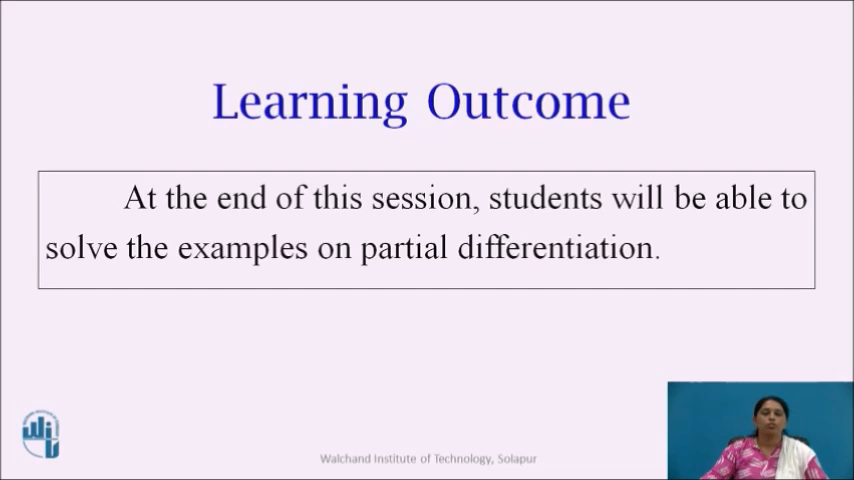 Learning Outcome
At the end of this session, students will be able to
solve the examples on partial differentiation.
WIT
Walchand Institute of Technology, Solapur